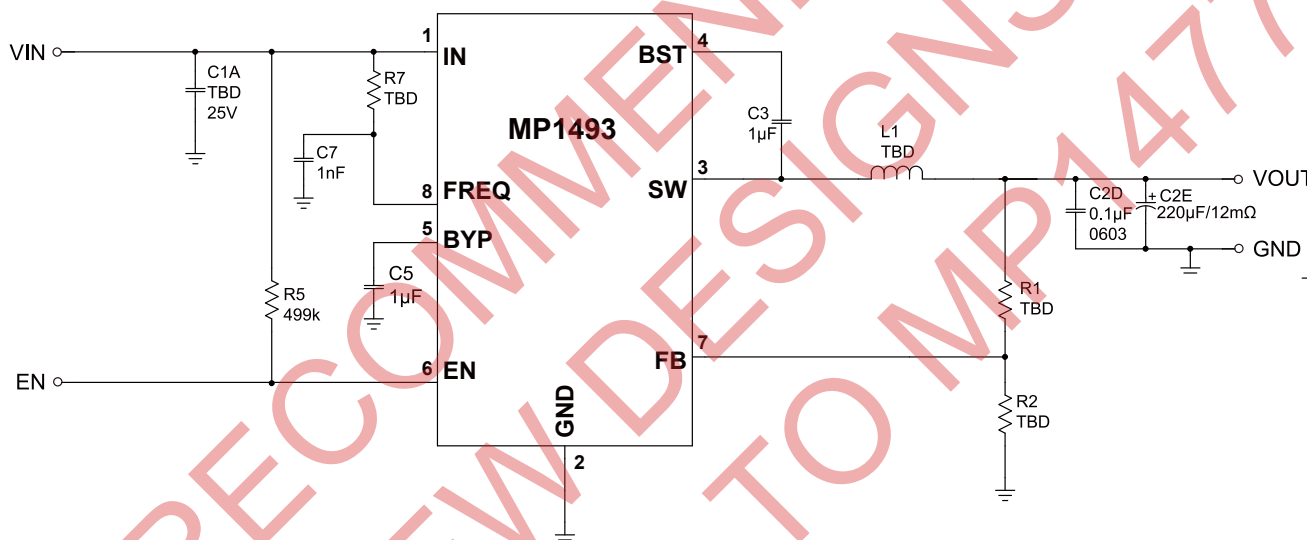 VIN
C1A
TBD
25V
R7
TBD
C7
1nF
1
IN
MP1493
8
FREQ
5
BYP
C5
1µF
R5
499k
EN
6
EN
GND
2
BST
4
C3
1µF
L1
TBD
SW
3
C2D
0.1µF
0603
+
C2E
220µF/12mΩ
VOUT
GND
R1
TBD
FB
7
R2
TBD
RECOMMEN
EW DESIGNS
TO MP1477